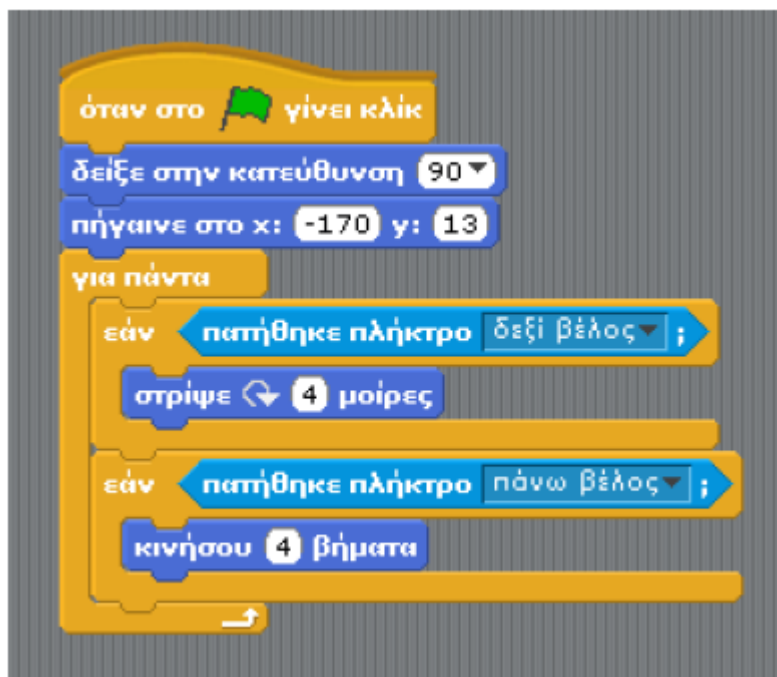 όταν στο γίνει κλίκ
δείξε στην κατεύθυνση 90
πήγαινε στο x: -170 y: 13
για πάντα
εάν πατήθηκε πλήκτρο δεξί βέλος ;
στρίψε 4 μοίρες
εάν πατήθηκε πλήκτρο πάνω βέλος ;
κινήσου 4 βήματα